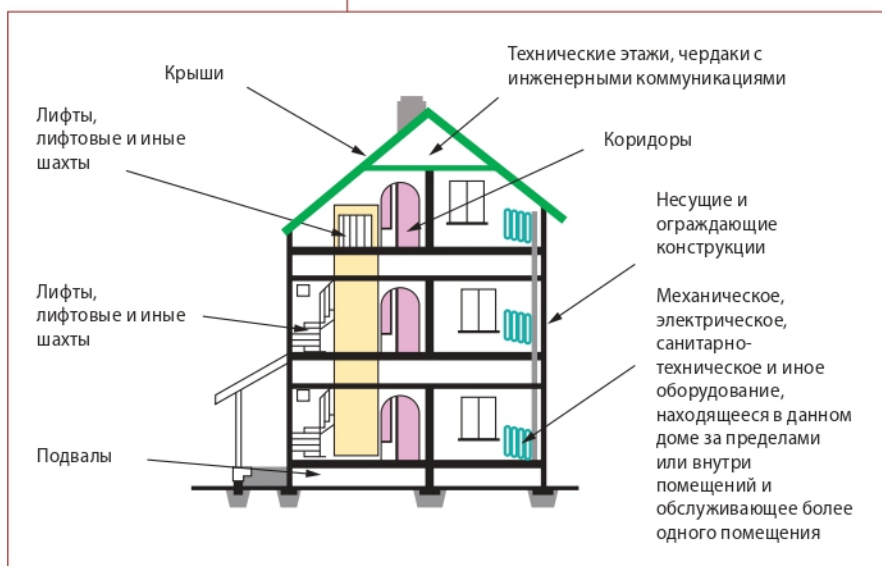 Крыши
Технические этажи, чердаки с
инженерными коммуникациями
Лифты,
лифтовые и иные
шахты
Коридоры
Несущие и
ограждающие
конструкции
Лифты,
лифтовые и иные
шахты
Механическое,
электрическое,
санитарно-
техническое и иное
оборудование,
находящееся в данном
доме за пределами
или внутри
помещений и
обслуживающее более
одного помещения
Подвалы